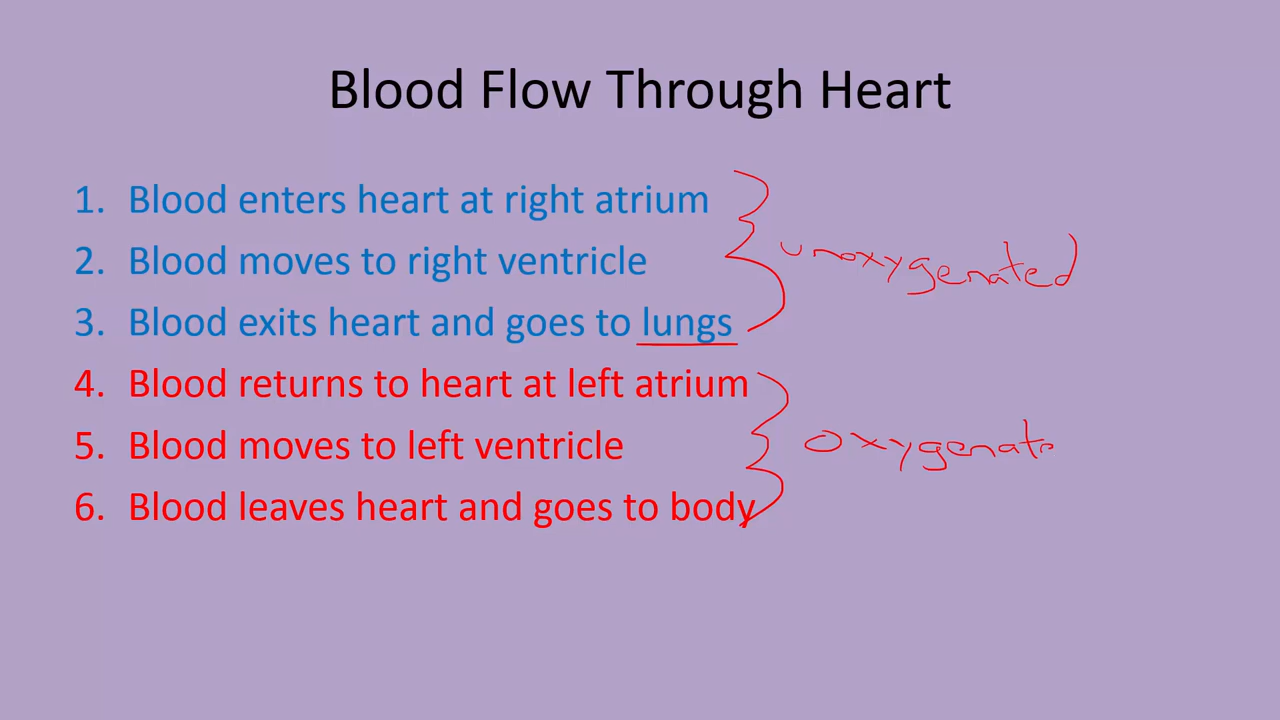 Blood Flow Through Heart
1. Blood enters heart at right atrium
2. Blood moves to right ventricle
unoxygenated
3. Blood exits heart and goes to lungs
4. Blood returns to heart at left atrium
5. Blood moves to left ventricle
oxygenate
6. Blood leaves heart and goes to body